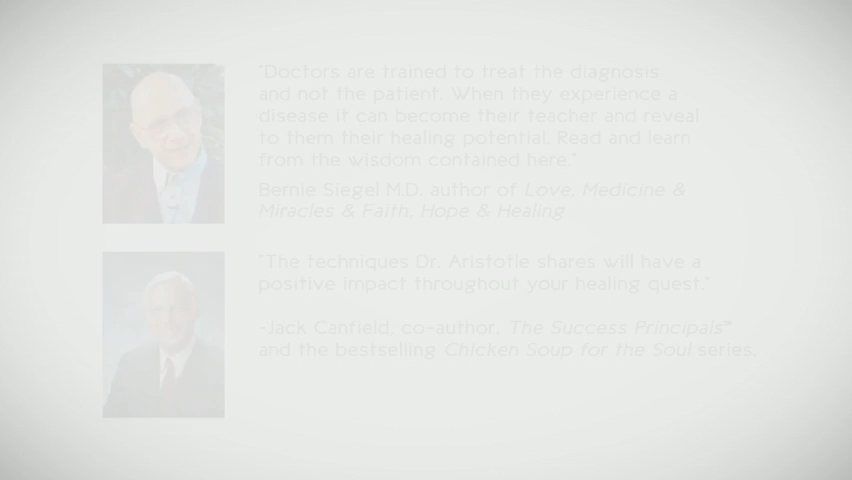 "Doctors are trained to treat the diagnosis
and not the patient. When they experience a
disease it can become their teacher and reveal
to them their healing potential. Read and learn
from the wisdom contained here."
Bernie Siegel M.D. author of Love, Medicine &
Miracles & Faith, Hope & Healing
"The techniques Dr. Aristotle shares will have a
positive impact throughout your healing quest."
-Jack Canfield, co-author, The Success Principals™
and the bestselling Chicken Soup for the Soul series.